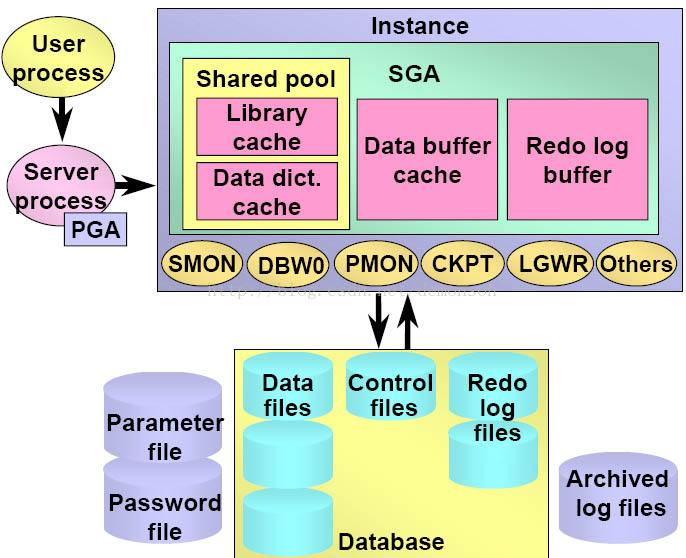 Instance
User
process
SGA
Shared pool
Library
cache
Data buffer
cache
Redo log
buffer
Server
process
Data dict.
cache
PGA
SMON
DBW0
PMON
CKPT
LGWR
Others
Data
files
Control
files
Redo
log
files
Parameter
file
Password
file
Archived
log files
Database